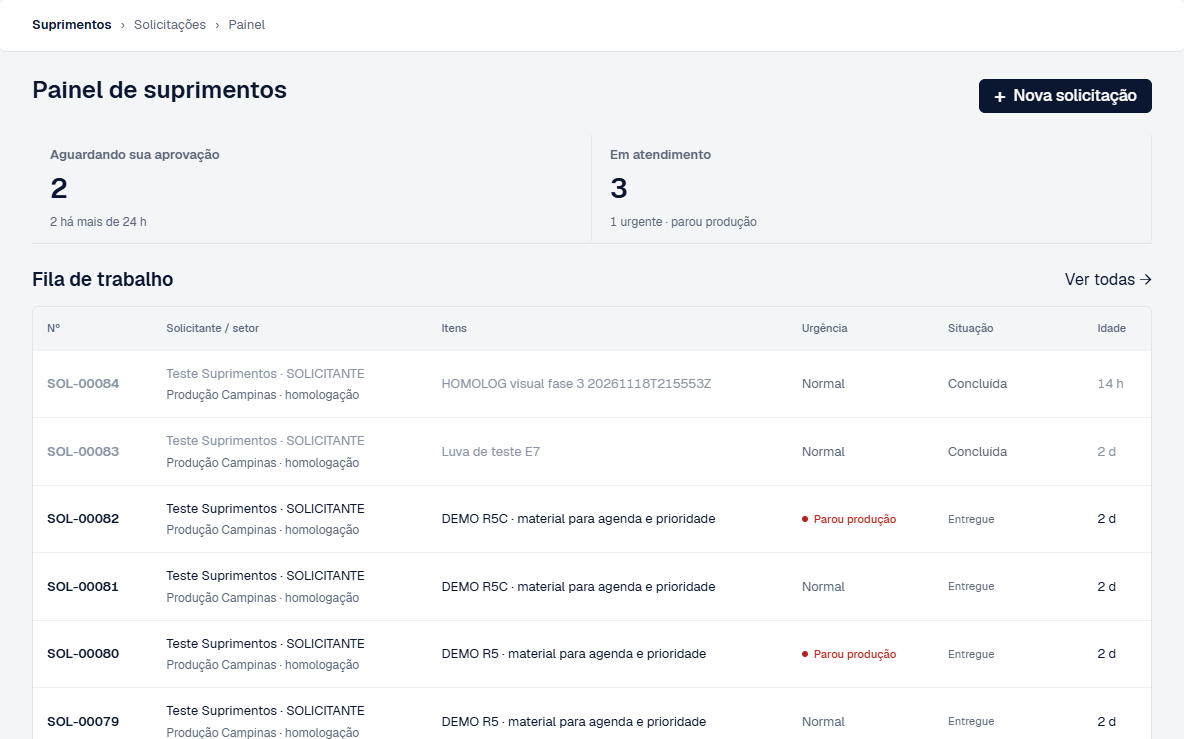 Suprimentos › Solicitações › Painel
Painel de suprimentos
+ Nova solicitação
Aguardando sua aprovação
2
2 há mais de 24 h
Em atendimento
3
1 urgente · parou produção
Fila de trabalho
Ver todas →
Nº Solicitante / setor Itens Urgência Situação Idade
SOL-00084 Teste Suprimentos · SOLICITANTE HOMOLOG visual fase 3 20261118T215553Z Normal Concluída 14 h
Produção Campinas · homologação
SOL-00083 Teste Suprimentos · SOLICITANTE Luva de teste E7 Normal Concluída 2 d
Produção Campinas · homologação
SOL-00082 Teste Suprimentos · SOLICITANTE DEMO R5C · material para agenda e prioridade Parou produção Entregue 2 d
Produção Campinas · homologação
SOL-00081 Teste Suprimentos · SOLICITANTE DEMO R5C · material para agenda e prioridade Normal Entregue 2 d
Produção Campinas · homologação
SOL-00080 Teste Suprimentos · SOLICITANTE DEMO R5 · material para agenda e prioridade Parou produção Entregue 2 d
Produção Campinas · homologação
SOL-00079 Teste Suprimentos · SOLICITANTE DEMO R5 · material para agenda e prioridade Normal Entregue 2 d
Produção Campinas · homologação